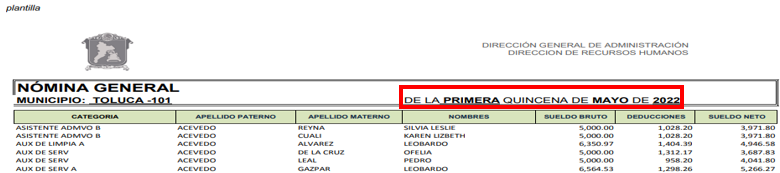 plantilla
DIRECCIÓN GENERAL DE ADMINISTRACIÓN
DIRECCION DE RECURSOS HUMANOS
NÓMINA GENERAL
MUNICIPIO: TOLUCA -101 DE LA PRIMERA QUINCENA DE MAYO DE 2022
CATEGORIA APELLIDO PATERNO APELLIDO MATERNO NOMBRES SUELDO BRUTO DEDUCCIONES SUELDO NETO
ASISTENTE ADMVO B ACEVEDO REYNA SILVIA LESLIE 5,000.00 1,028.20 3,971.80
ASISTENTE ADMVO B ACEVEDO CUALI KAREN LIZBETH 5,000.00 1,028.20 3,971.80
AUX DE LIMPIA A ACEVEDO ALVAREZ LEOBARDO 6,350.97 1,404.39 4,946.58
AUX DE SERV ACEVEDO DE LA CRUZ OFELIA 5,000.00 1,312.17 3,687.83
AUX DE SERV ACEVEDO LEAL PEDRO 5,000.00 958.20 4,041.80
AUX DE SERV A ACEVEDO GAZPAR LEOBARDO 6,564.53 1,298.26 5,266.27